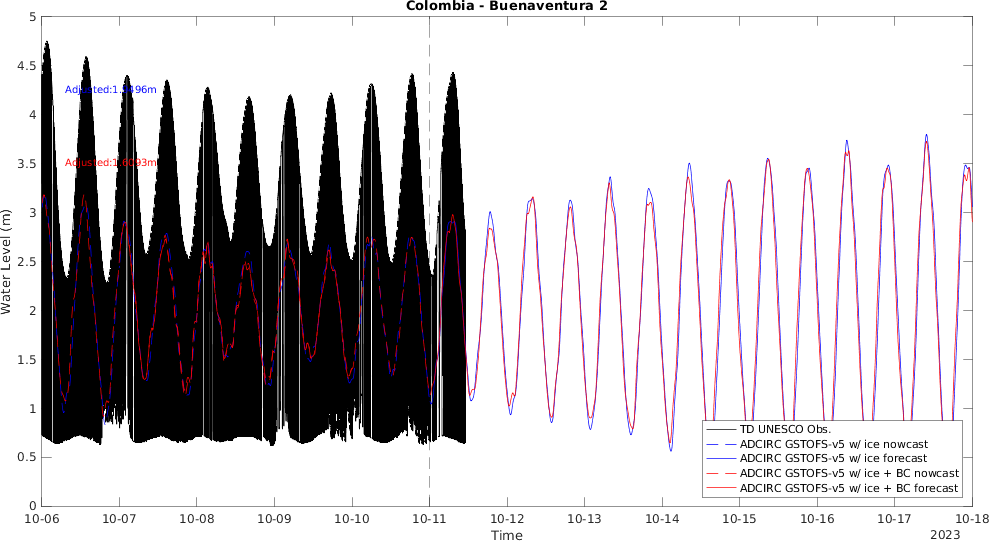 Colombia - Buenaventura 2
Water Level (m)
5
4.5
4
3.5
3
2.5
2
1.5
1
0.5
0
TD UNESCO Obs.
ADCIRC GSTOFS-v5 w/ ice nowcast
ADCIRC GSTOFS-v5 w/ ice forecast
ADCIRC GSTOFS-v5 w/ ice + BC nowcast
ADCIRC GSTOFS-v5 w/ ice + BC forecast
10-06 10-07 10-08 10-09 10-10 10-11 10-12 10-13 10-14 10-15 10-16 10-17 10-18
Time
2023